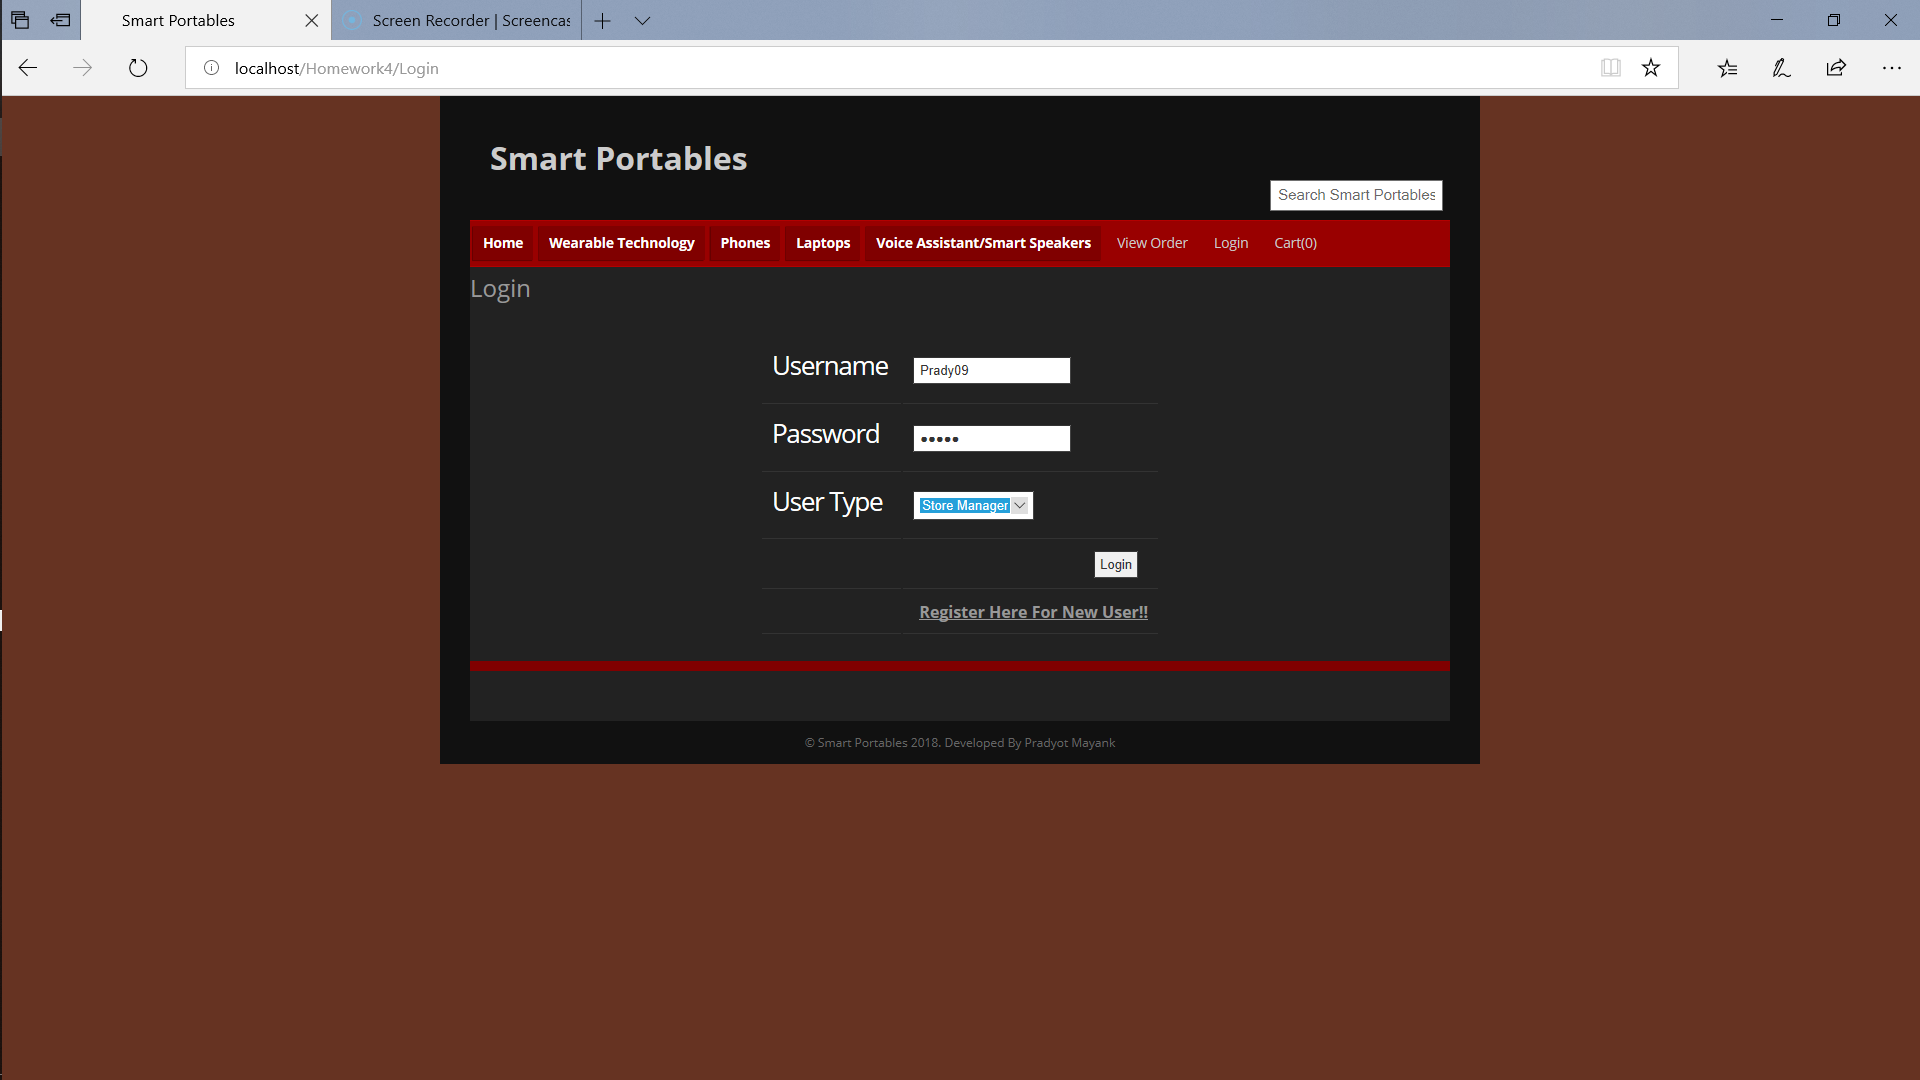 Smart Portables
Screen Recorder | Screencas
localhost/Homework4/Login
Smart Portables
Search Smart Portables
Home Wearable Technology Phones Laptops Voice Assistant/Smart Speakers View Order Login Cart(0)
Login
Username Prady09
Password •••••
User Type Store Manager
Login
Register Here For New User!!
© Smart Portables 2018. Developed By Pradyot Mayank